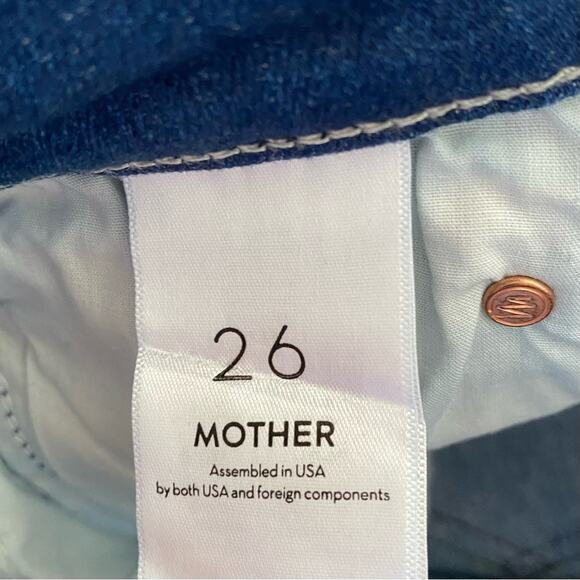 26
MOTHER
Assembled in USA
by both USA and foreign components